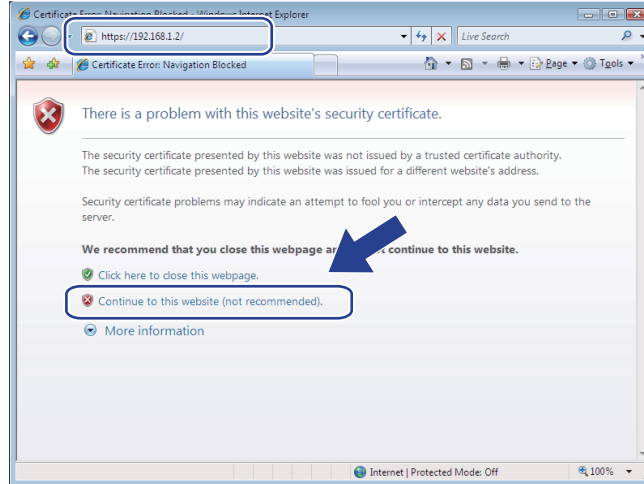 Certificate Error: Navigation Blocked - Windows Internet Explorer
https://192.168.1.2/
Live Search
Certificate Error: Navigation Blocked
Page
Tools
There is a problem with this website's security certificate.
The security certificate presented by this website was not issued by a trusted certificate authority.
The security certificate presented by this website was issued for a different website's address.
Security certificate problems may indicate an attempt to fool you or intercept any data you send to the
server.
We recommend that you close this webpage continue to this website.
Click here to close this webpage.
Continue to this website (not recommended).
More information
Internet | Protected Mode: Off
100%